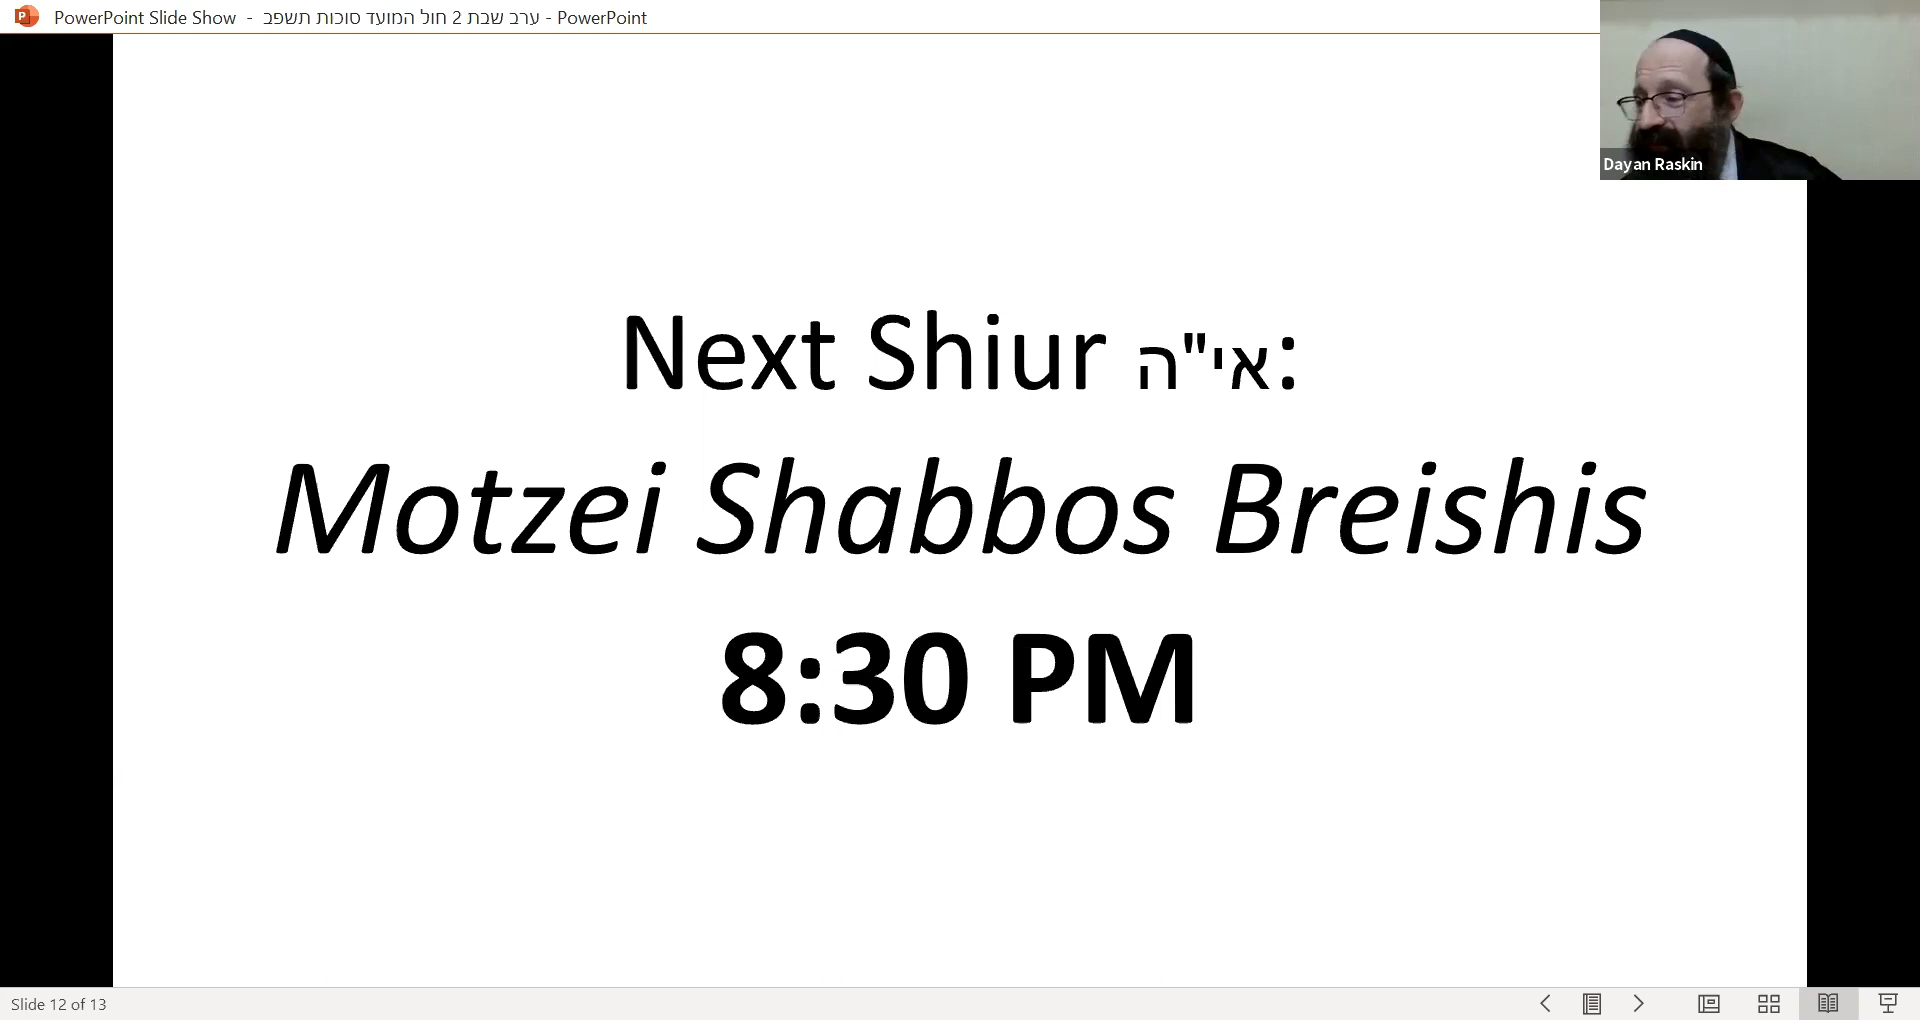 PowerPoint Slide Show - ערב שבת 2 חול המועד סוכות תשפב - PowerPoint
Dayan Raskin
Next Shiur אי"ה:
Motzei Shabbos Breishis
8:30 PM
Slide 12 of 13